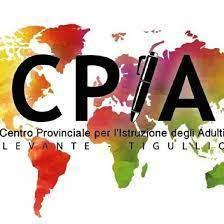 CPIA
Centro Provinciale per l'Istruzione degli Adulti
LEVANTE - TIGULLIO